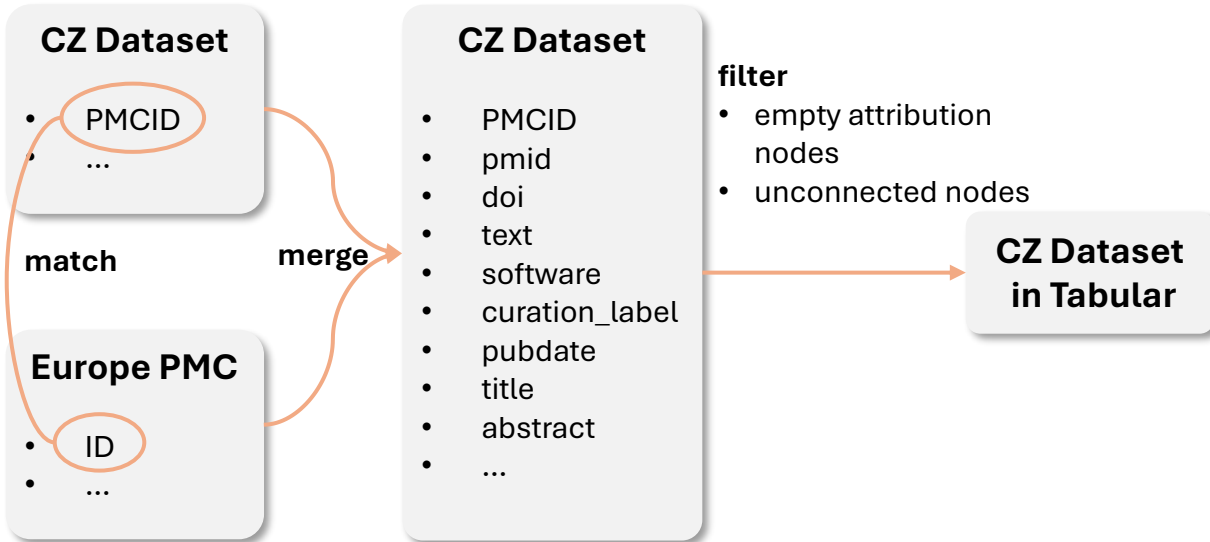 CZ Dataset
• PMCID
• ...
match
Europe PMC
• ID
• ...
merge
CZ Dataset
• PMCID
• pmid
• doi
• text
• software
• curation_label
• pubdate
• title
• abstract
• ...
filter
• empty attribution
nodes
• unconnected nodes
CZ Dataset
in Tabular